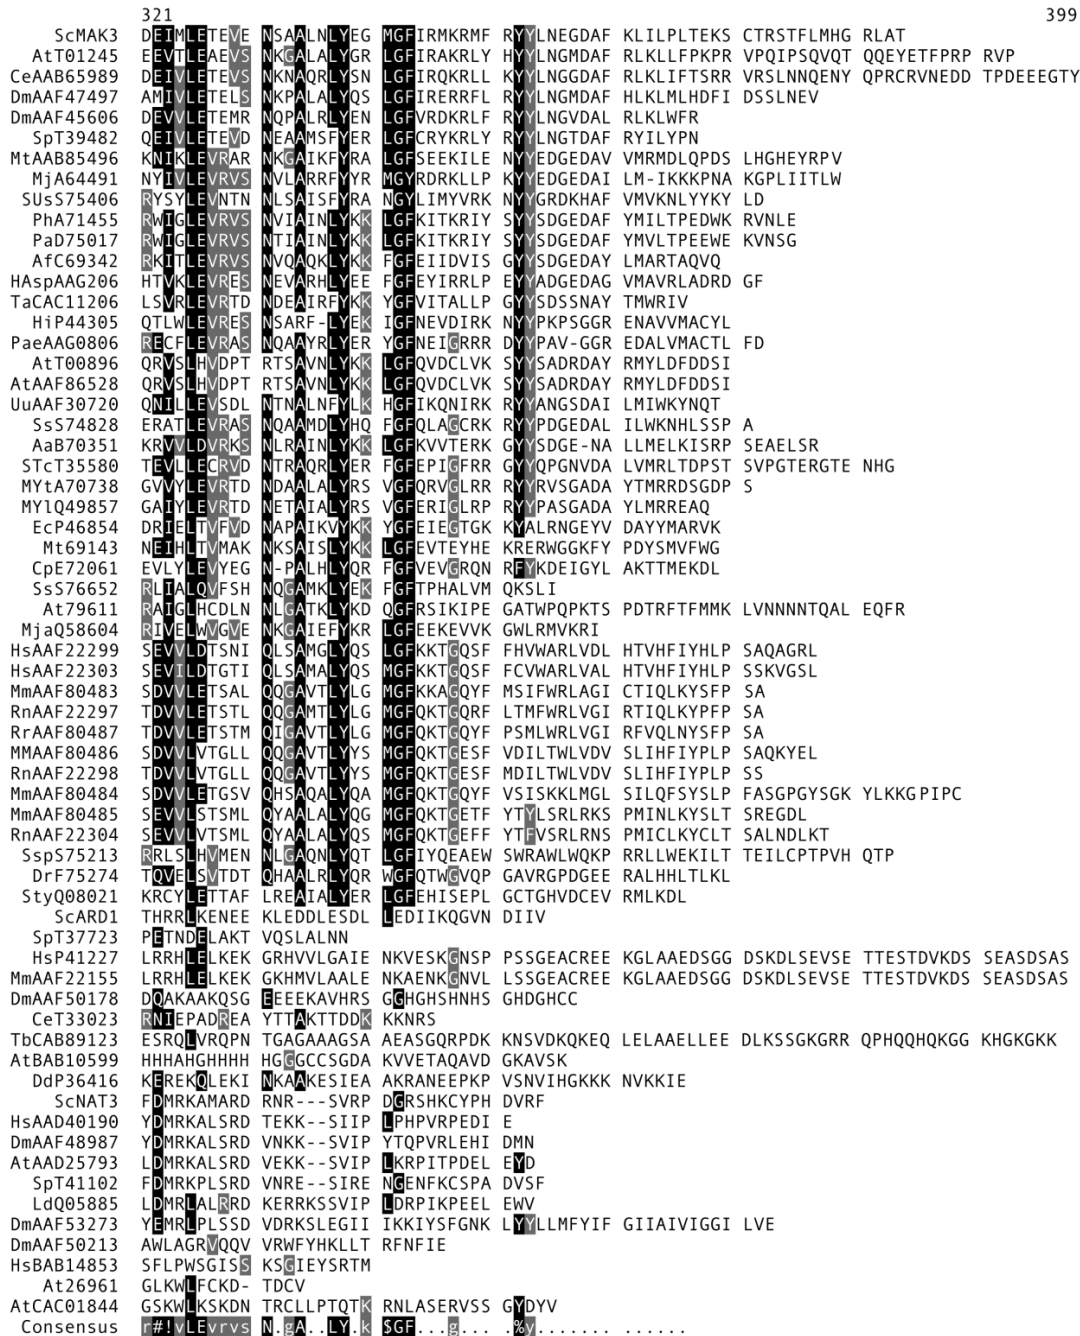 321 399
ScMAK3 DEIMLETEVE NSAALNLYEG MGFIRMKRMF RYYLNEGDAF KLILPLTEKS CTRSTFLMHG RLAT
AtT01245 EEVTLEAEVS NKGALALYGR LGFIRAKRLY HYYLNGMDAF RLKLLFPKPR VPQIPSQVQT QQEYETFPRP RVP
CeAAB65989 DEIVLETEVS NKNAQRLYSN LGFIRQKRLL KYYLNGGDAF RLKLIFTSRR VRSLNNQENY QPRCRVNEDD TPDEEEGTY
DmAAF47497 AMIVLETELS NKPALALYQS LGFIRERRFL RYYLNGMDAF HLKLMLHDFI DSSLNEV
DmAAF45606 DEVVLETEMR NQPALRLYEN LGFVRDKRLF RYYLNGVDAL RLKLWFR
SpT39482 QEIVLETEVD NEAAMSFYER LGFCRYKRLY RYYLNGTDAF RYILYPN
MtAAB85496 KNIKLEVRAR NKGAIKFYRA LGFSEEKILE NYYEDGEDAV VMRMDLQPDS LHGHEYRPV
MjA64491 NYIVLEVRVS NVLARRFYYR MGYRDRKLLP KYYEDGEDAI LM-IKKKPNA KGPLIITLW
SUsS75406 RYSYLEVNTN NLSAISFYRA NGYLIMYVRK NYYGRDKHAF VMVKNLYYKY LD
PhA71455 RWIGLEVRVS NVIAINLYKK LGFKITKRIY SYYSDGEDAF YMILTPEDWK RVNLE
PaD75017 RWIGLEVRVS NTIAINLYKK LGFKITKRIY SYYSDGEDAF YMVLTPEEWE KVNSG
AfC69342 RKITLEVRVS NVQAQKLYKK FGFEIIDVIS GYYSDGEDAY LMARTAQVQ
HAspAAG206 HTVKLEVRES NEVARHLYEE FGFEYIRRLP EYYADGEDAG VMAVRLADRD GF
TaCAC11206 LSVRLEVRTD NDEAIRFYKK YGFVITALLP GYYSDSSNAY TMWRIV
HiP44305 QTLWLEVRES NSARF-LYEK IGFNEVDIRK NYYPKPSGGR ENAVVMACYL
PaeAAG0806 RECFLEVRAS NQAAYRLYER YGFNEIGRRR DYYPAV-GGR EDALVMACTL FD
AtT00896 QRVSLHVDPT RTSAVNLYKK LGFQVDCLVK SYYSADRDAY RMYLDFDDSI
AtAAF86528 QRVSLHVDPT RTSAVNLYKK LGFQVDCLVK SYYSADRDAY RMYLDFDDSI
UuAAF30720 QNILLEVSDL NTNALNFYLK HGFIKQNIRK RYYANGSDAI LMIWKYNQT
SsS74828 ERATLEVRAS NQAAMDLYHQ FGFQLAGCRK RYYPDGEDAL ILWKNHLSSP A
AaB70351 KRVVLDVRKS NLRAINLYKK LGFKVVTERK GYYSDGE-NA LLMELKISRP SEAELSR
STcT35580 TEVLLECRVD NTRAQRLYER FGFEPIGFRR GYYQPGNVDA LVMRLTDPST SVPGTERGTE NHG
MYtA70738 GVVYLEVRTD NDAALALYRS VGFQRVGLRR RYYRVSGADA YTMRRDSGDP S
MYlQ49857 GAIYLEVRTD NETAIALYRS VGFERIGLRP RYYPASGADA YLMRREAQ
EcP46854 DRIELTVFVD NAPAIKVYKK YGFEIEGTGK KYALRNGEYV DAYYMARVK
Mt69143 NEIHLTVMAK NKSAISLYKK LGFEVTEYHE KRERWGGKFY PDYSMVFWG
CpE72061 EVLYLEVYEG N-PALHLYQR FGFVEVGRQN RFYKDEIGYL AKTTMEKDL
SsS76652 RLIALQVFSH NQGAMKLYEK FGFTPHALVM QKSLI
At79611 RAIGLHCDLN NLGATKLYKD QGFRSIKIPE GATWPQPKTS PDTRFTFMMK LVNNNNTQAL EQFR
MjaQ58604 RIVELWVGVE NKGAIEFYKR LGFEEKEVVK GWLRMVKRI
HsAAF22299 SEVVLDTSNI QLSAMGLYQS LGFKKTGQSF FHVWARLVDL HTVHFIYHLP SAQAGRL
HsAAF22303 SEVILDTGTI QLSAMALYQS MGFKKTGQSF FCVWARLVAL HTVHFIYHLP SSKVGSL
MmAAF80483 SDVVLETSAL QQGAVTLYLG MGFKKAGQYF MSIFWRLAGI CTIQLKYSFP SA
RnAAF22297 TDVVLETSTL QQGAMTLYLG MGFQKTGQRF LTMFWRLVGI RTIQLKYPFP SA
RrAAF80487 TDVVLETSTM QIGAVTLYLG MGFQKTGQYF PSMLWRLVGI RFVQLNYSFP SA
MMAAF80486 SDVVLVTGLL QQGAVTLYYS MGFQKTGESF VDILTWLVDV SLIHFIYPLP SAQKYEL
RnAAF22298 TDVVLVTGLL QQGAVTLYYS MGFQKTGESF MDILTWLVDV SLIHFIYPLP SS
MmAAF80484 SDVVLETGSV QHSAQALYQA MGFQKTGQYF VSISKKLMGL SILQFSYSLP FASGPGYSGK YLKKGPIPC
MmAAF80485 SEVVLSTSML QYAALALYQG MGFQKTGETF YTYLSRLRKS PMINLKYSLT SREGDL
RnAAF22304 SEVVLVTSML QYAALALYQS MGFQKTGEFF YTFVSRLRNS PMICLKYCLT SALNDLKT
SspS75213 RRLSLHVMEN NLGAQNLYQT LGFIYQEAEW SWRAWLWQKP RRLLWEKILT TEILCPTPVH QTP
DrF75274 TQVELSVTDT QHAALRLYQR WGFQTWGVQP GAVRGPDGEE RALHHLTLKL
StyQ08021 KRCYLETTAF LREAIALYER LGFEHISEPL GCTGHVDCEV RMLKDL
ScARD1 THRRLKENEE KLEDDLESDL LEDIIKQGVN DIIV
SpT37723 PETNDELAKT VQSLALNN
HsP41227 LRRHLELKEK GRHVVLGAIE NKVESKGNSP PSSGEACREE KGLAAEDSGG DSKDLSEVSE TTESTDVKDS SEASDSAS
MmAAF22155 LRRHLELKEK GKHMVLAALE NKAENKGNVL LSSGEACREE KGLAAEDSGG DSKDLSEVSE TTESTDVKDS SEASDSAS
DmAAF50178 DQAKAAKQSG EEEEKAVHRS GGHGHSHNHS GHDGHCC
CeT33023 RNIEPADREA YTTAKTTDDK KKNRS
TbCAB89123 ESRQLVRQPN TGAGAAAGSA AEASGQRPDK KNSVDKQKEQ LELAAELLEE DLKSSGKGRR QPHQQHQKGG KHGKGKK
AtBAB10599 HHHAHGHHHH HGGGCCSGDA KVVETAQAVD GKAVSK
DdP36416 KEREKQLEKI NKAAKESIEA AKRANEEPKP VSNVIHGKKK NVKKIE
ScNAT3 FDMRKAMARD RNR---SVRP DGRSHKCYPH DVRF
HsAAD40190 YDMRKALSRD TEKK--SIIP LPHPVRPEDI E
DmAAF48987 YDMRKALSRD VNKK--SVIP YTQPVRLEHI DMN
AtAAD25793 LDMRKALSRD VEKK--SVIP LKRPITPDEL EYD
SpT41102 FDMRKPLSRD VNRE--SIRE NGENFKCSPA DVSF
LdQ05885 LDMRLALRRD KERRKSSVIP LDRPIKPEEL EWV
DmAAF53273 YEMRLPLSSD VDRKSLEGII IKKIYSFGNK LYYLLMFYIF GIIAIVIGGI LVE
DmAAF50213 AWLAGRVQQV VRWFYHKLLT RFNFIE
HsBAB14853 SFLPWSGISS KSGIEYSRTM
At26961 GLKWLFCKD- TDCV
AtCAC01844 GSKWLKSKDN TRCLLPTQTK RNLASERVSS GYDYV
Consensus r#!vLEvrvs N.gA..LY.k $GF...g... .%y....... ......